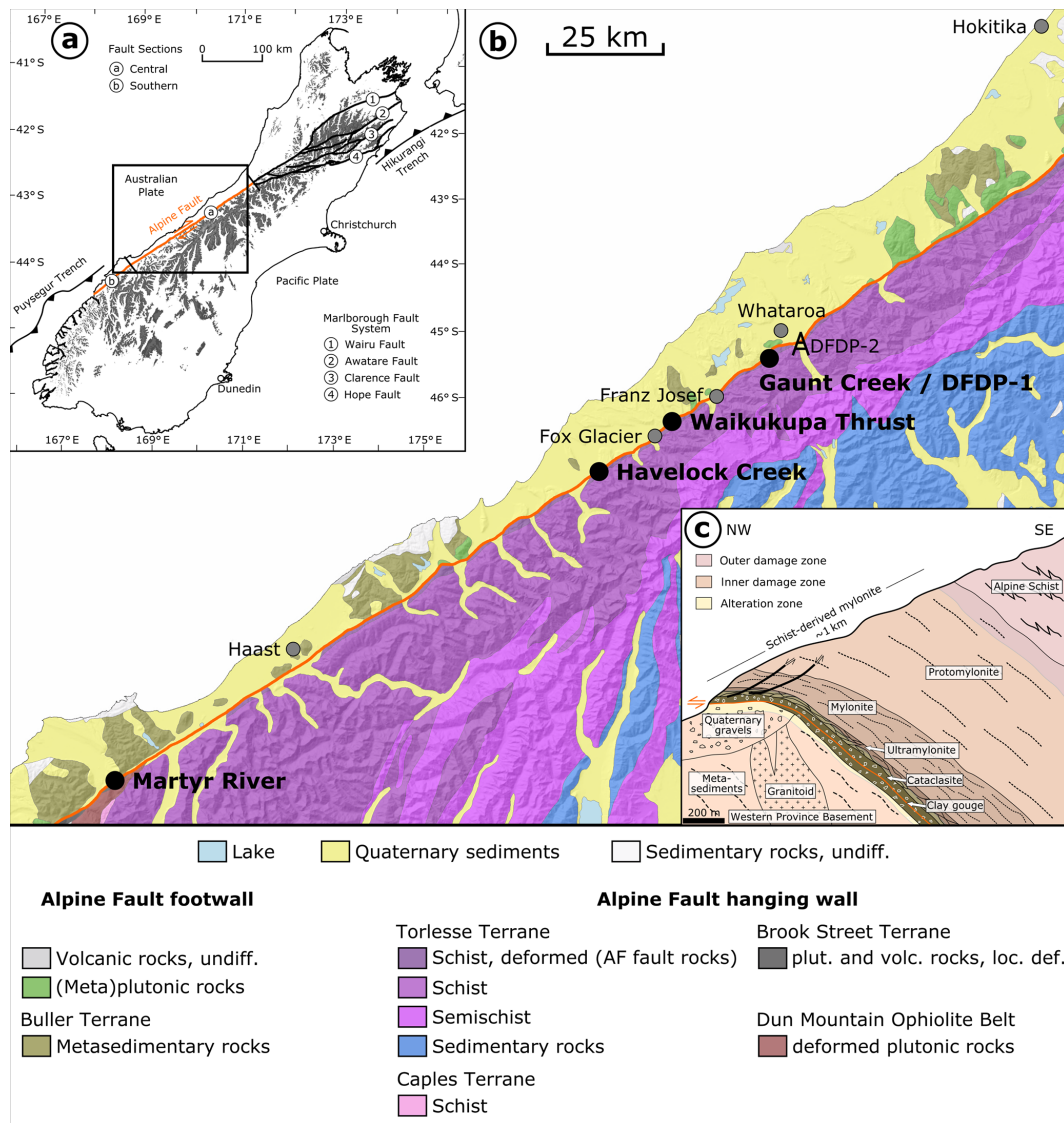 167°E 169°E 171°E 173°E
a
Fault Sections
a Central
b Southern
0 100 km
41°S
42°S
43°S
44°S
45°S
46°S
Australian
Plate
Alpine Fault
a
b
1
2
3
4
Hikurangi
Trench
Christchurch
Puysegur Trench
Pacific Plate
Dunedin
Marlborough Fault
System
1 Wairu Fault
2 Awatare Fault
3 Clarence Fault
4 Hope Fault
167°E 169°E 171°E 173°E 175°E
b
25 km
Hokitika
Whataroa
DFDP-2
Gaunt Creek / DFDP-1
Franz Josef
Waikukupa Thrust
Fox Glacier
Havelock Creek
Haast
Martyr River
c
NW SE
Outer damage zone
Inner damage zone
Alteration zone
Schist-derived mylonite
~1 km
Alpine Schist
Protomylonite
Mylonite
Quaternary
gravels
Ultramylonite
Cataclasite
Meta-
sediments
Granitoid
Clay gouge
200 m
Western Province Basement
Lake Quaternary sediments Sedimentary rocks, undiff.
Alpine Fault footwall
Volcanic rocks, undiff.
(Meta)plutonic rocks
Buller Terrane
Metasedimentary rocks
Alpine Fault hanging wall
Torlesse Terrane
Schist, deformed (AF fault rocks)
Schist
Semischist
Sedimentary rocks
Caples Terrane
Schist
Brook Street Terrane
plut. and volc. rocks, loc. def.
Dun Mountain Ophiolite Belt
deformed plutonic rocks